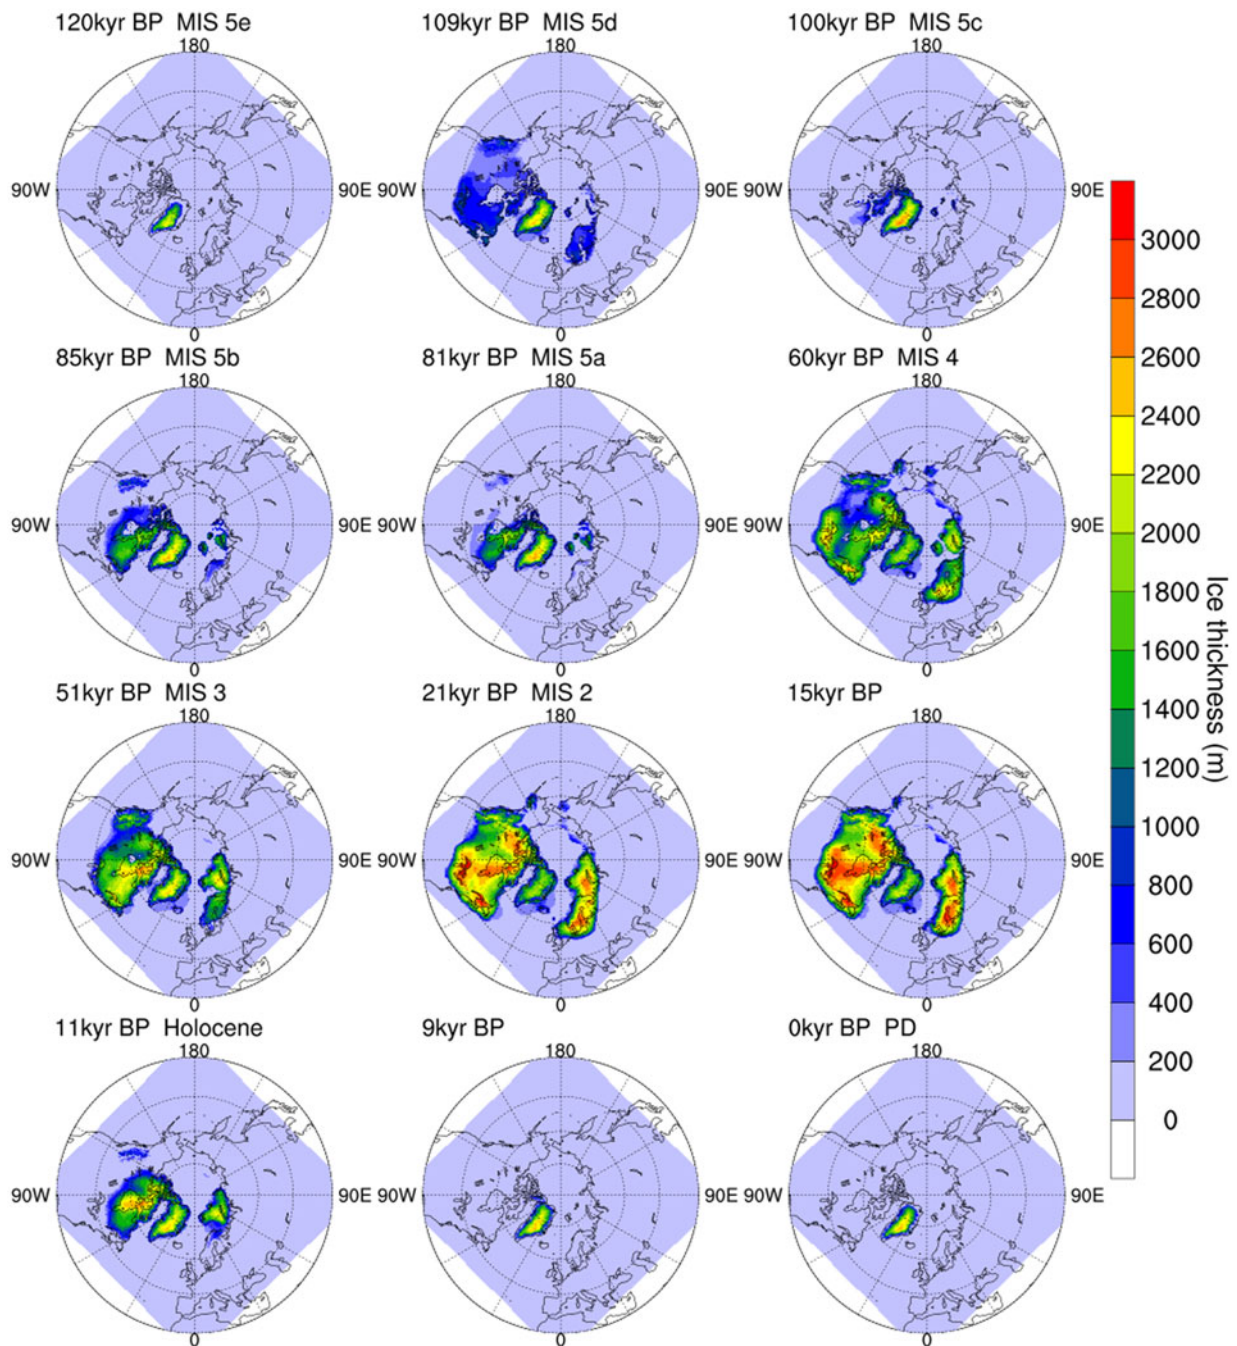 120kyr BP MIS 5e
109kyr BP MIS 5d
100kyr BP MIS 5c
180
180
180
90W
90E
90W
90E
90W
90E
0
0
0
85kyr BP MIS 5b
81kyr BP MIS 5a
60kyr BP MIS 4
180
180
180
90W
90E
90W
90E
90W
90E
0
0
0
51kyr BP MIS 3
21kyr BP MIS 2
15kyr BP
180
180
180
90W
90E
90W
90E
90W
90E
0
0
0
11kyr BP Holocene
9kyr BP
0kyr BP PD
180
180
180
90W
90E
90W
90E
90W
90E
0
0
0
3000
2800
2600
2400
2200
2000
1800
1600
1400
1200
1000
800
600
400
200
0
Ice thickness (m)